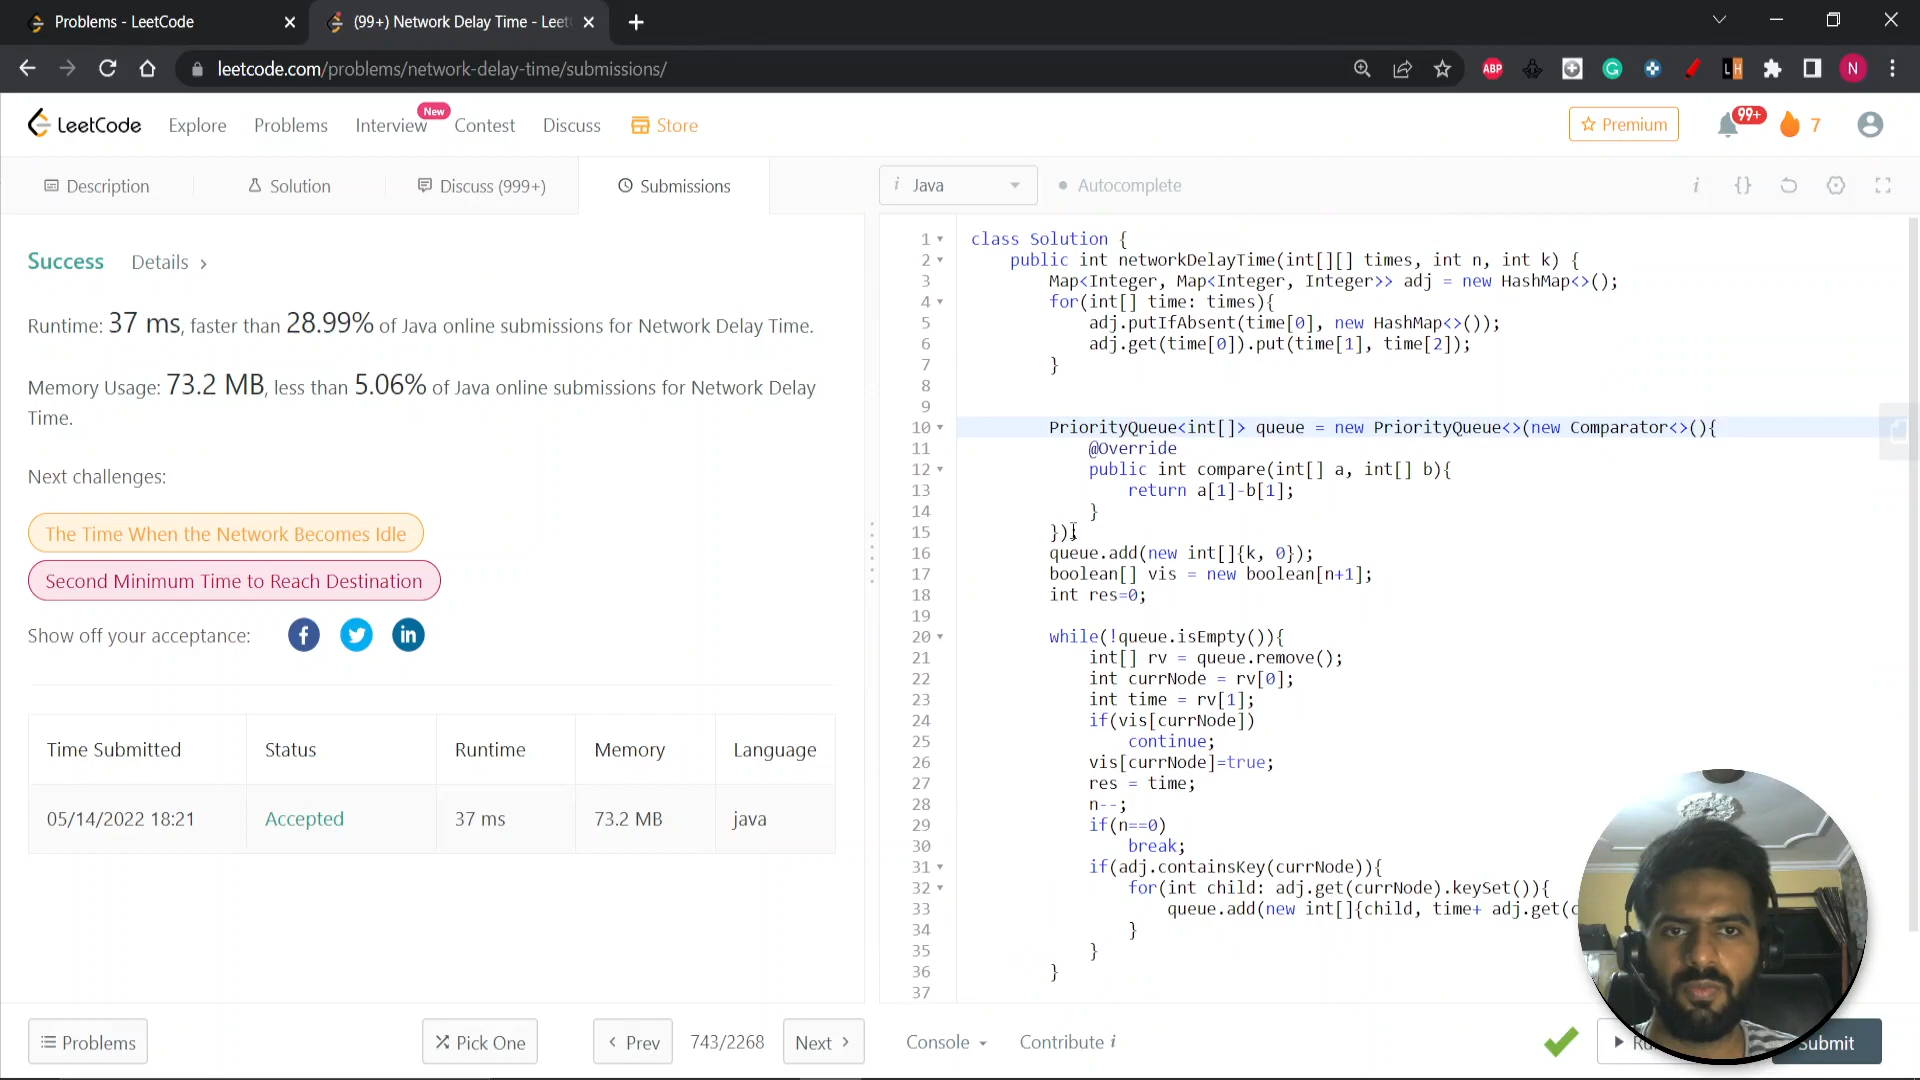 Problems - LeetCode
(99+) Network Delay Time - Leet
leetcode.com/problems/network-delay-time/submissions/
ABP
N
LeetCode
Explore
Problems
Interview
New
Contest
Discuss
Store
Premium
99+
7
Description
Solution
Discuss (999+)
Submissions
i Java
Autocomplete
i {}
Success
Details
Runtime: 37 ms, faster than 28.99% of Java online submissions for Network Delay Time.
Memory Usage: 73.2 MB, less than 5.06% of Java online submissions for Network Delay
Time.
Next challenges:
The Time When the Network Becomes Idle
Second Minimum Time to Reach Destination
Show off your acceptance:
Time Submitted Status Runtime Memory Language
05/14/2022 18:21 Accepted 37 ms 73.2 MB java
1 class Solution {
2 public int networkDelayTime(int[][] times, int n, int k) {
3 Map<Integer, Map<Integer, Integer>> adj = new HashMap<>();
4 for(int[] time: times){
5 adj.putIfAbsent(time[0], new HashMap<>());
6 adj.get(time[0]).put(time[1], time[2]);
7 }
8
9
10 PriorityQueue<int[]> queue = new PriorityQueue<>(new Comparator<>(){
11 @Override
12 public int compare(int[] a, int[] b){
13 return a[1]-b[1];
14 }
15 });
16 queue.add(new int[]{k, 0});
17 boolean[] vis = new boolean[n+1];
18 int res=0;
19
20 while(!queue.isEmpty()){
21 int[] rv = queue.remove();
22 int currNode = rv[0];
23 int time = rv[1];
24 if(vis[currNode])
25 continue;
26 vis[currNode]=true;
27 res = time;
28 n--;
29 if(n==0)
30 break;
31 if(adj.containsKey(currNode)){
32 for(int child: adj.get(currNode).keySet()){
33 queue.add(new int[]{child, time+ adj.get(c
34 }
35 }
36 }
37
Problems
Pick One
Prev
743/2268
Next
Console
Contribute i
Submit